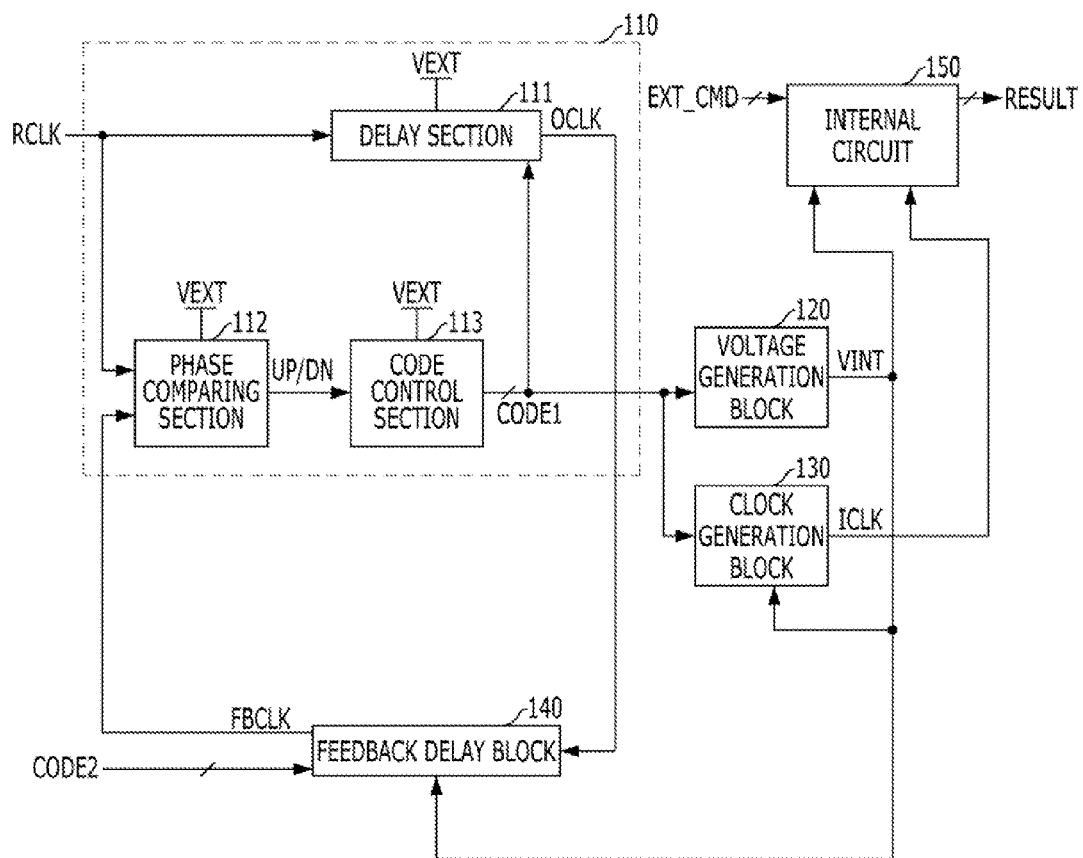 110
VEXT
111
RCLK
DELAY SECTION
OCLK
EXT_CMD
150
INTERNAL
CIRCUIT
RESULT
VEXT
112
PHASE
COMPARING
SECTION
UP/DN
VEXT
113
CODE
CONTROL
SECTION
CODE1
120
VOLTAGE
GENERATION
BLOCK
VINT
130
CLOCK
GENERATION
BLOCK
ICLK
FBCLK
140
FEEDBACK DELAY BLOCK
CODE2